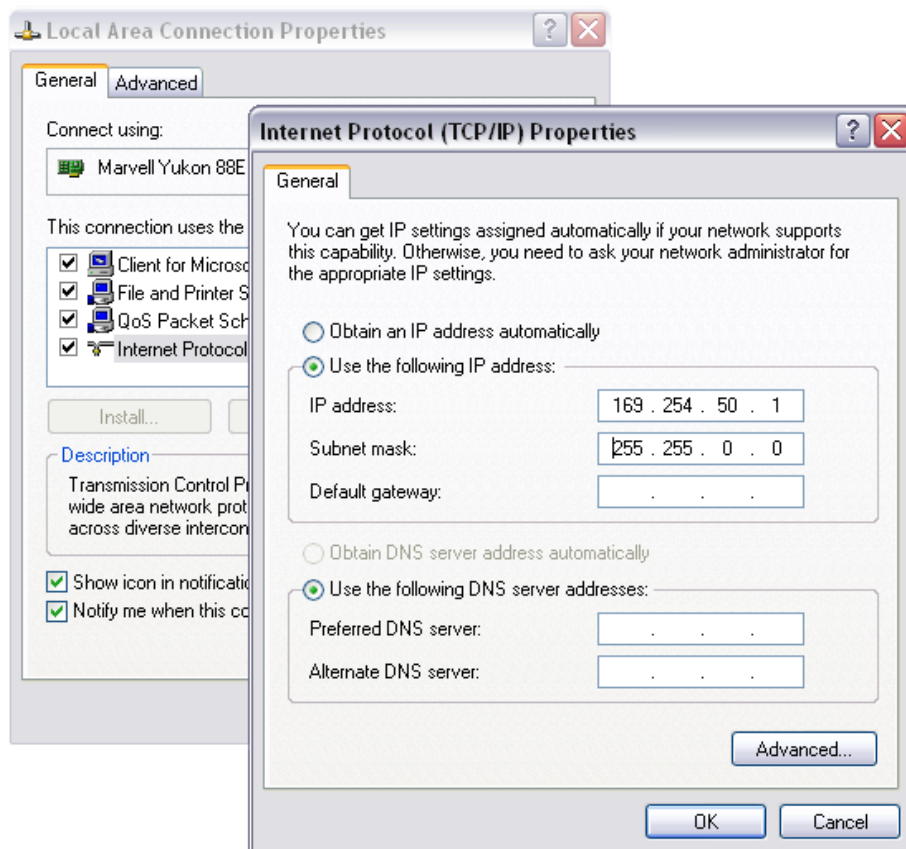 Local Area Connection Properties
General
Advanced
Connect using:
Marvell Yukon 88E
This connection uses the
Client for Microso
File and Printer S
QoS Packet Sch
Internet Protocol
Install...
Description
Transmission Control Pr
wide area network prot
across diverse intercon
Show icon in notificatio
Notify me when this co
Internet Protocol (TCP/IP) Properties
General
You can get IP settings assigned automatically if your network supports
this capability. Otherwise, you need to ask your network administrator for
the appropriate IP settings.
Obtain an IP address automatically
Use the following IP address:
IP address: 169 . 254 . 50 . 1
Subnet mask: 255 . 255 . 0 . 0
Default gateway: . . .
Obtain DNS server address automatically
Use the following DNS server addresses:
Preferred DNS server: . . .
Alternate DNS server: . . .
Advanced...
OK
Cancel